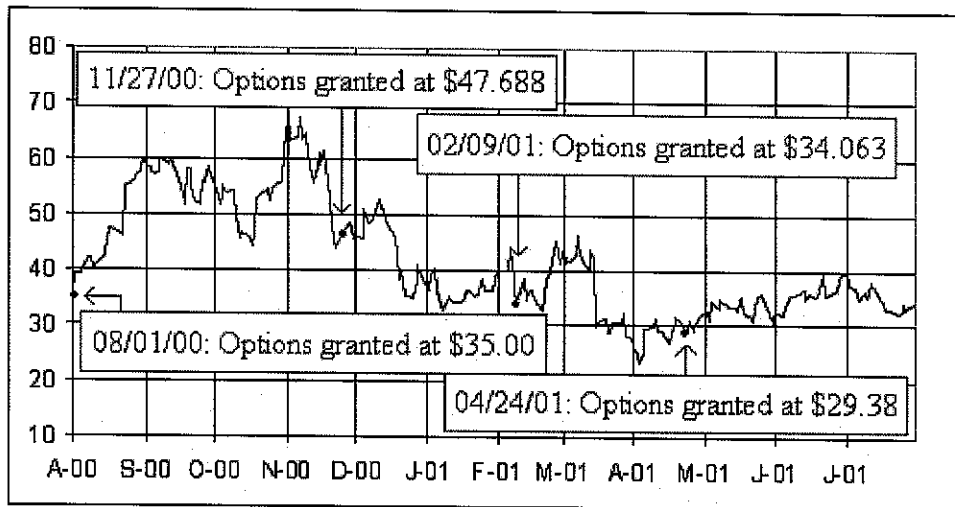 80
11/27/00: Options granted at $47.688
70
02/09/01: Options granted at $34.063
60
50
40
30
08/01/00: Options granted at $35.00
20
04/24/01: Options granted at $29.38
10
A-00 S-00 O-00 N-00 D-00 J-01 F-01 M-01 A-01 M-01 J-01 J-01